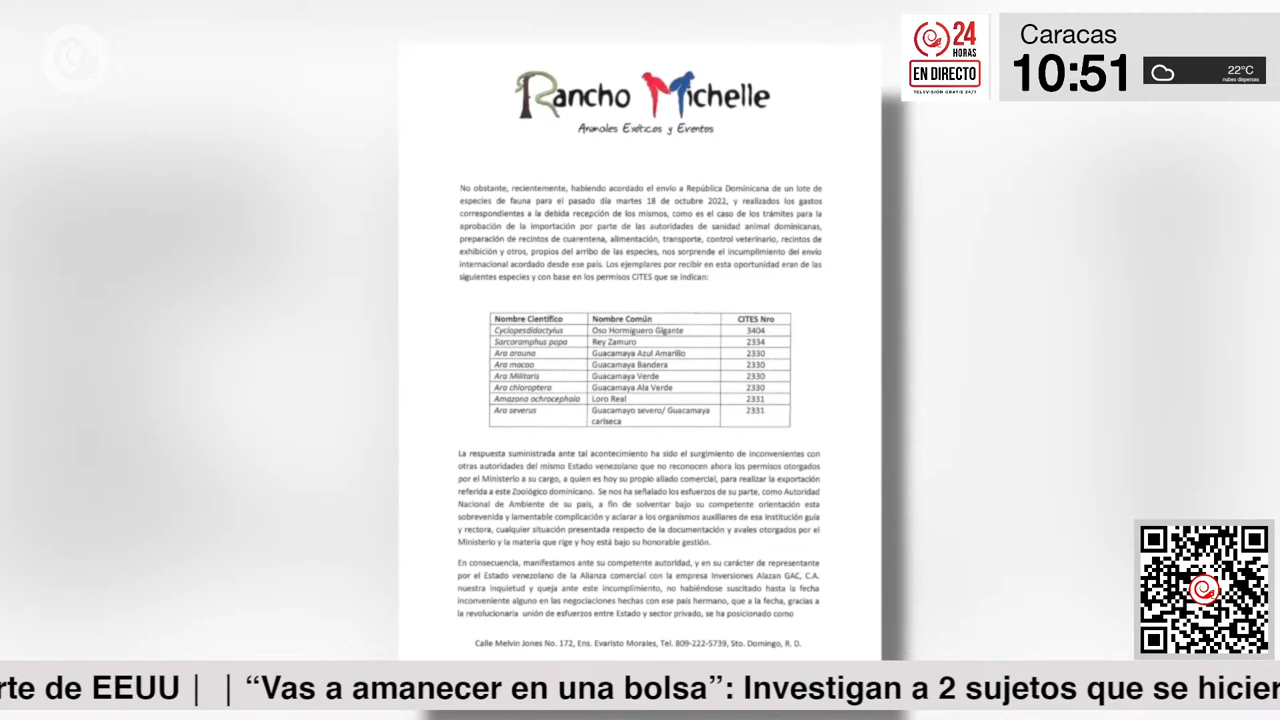 24
HORAS
EN DIRECTO
TELEVISIÓN GRATIS 24/7
Caracas
10:51
22°C
nubes dispersas
Rancho Michelle
Animales Exóticos y Eventos
No obstante, recientemente, habiendo acordado el envío a República Dominicana de un lote de
especies de fauna para el pasado día martes 18 de octubre 2022, y realizados los gastos
correspondientes a la debida recepción de los mismos, como es el caso de los trámites para la
aprobación de la importación por parte de las autoridades de sanidad animal dominicanas,
preparación de recintos de cuarentena, alimentación, transporte, control veterinario, recintos de
exhibición y otros, propios del arribo de las especies, nos sorprende el incumplimiento del envío
internacional acordado desde ese país. Los ejemplares por recibir en esta oportunidad eran de las
siguientes especies y con base en los permisos CITES que se indican:
Nombre Científico Nombre Común CITES Nro
Cyclopesdidactylus Oso Hormiguero Gigante 3404
Sarcoramphus papa Rey Zamuro 2334
Ara arauna Guacamaya Azul Amarillo 2330
Ara macao Guacamaya Bandera 2330
Ara Militaris Guacamaya Verde 2330
Ara chloroptera Guacamaya Ala Verde 2330
Amazona ochrocephala Loro Real 2331
Ara severus Guacamayo severo/ Guacamaya 2331
cariseca
La respuesta suministrada ante tal acontecimiento ha sido el surgimiento de inconvenientes con
otras autoridades del mismo Estado venezolano que no reconocen ahora los permisos otorgados
por el Ministerio a su cargo, a quien es hoy su propio aliado comercial, para realizar la exportación
referida a este Zoológico dominicano. Se nos ha señalado los esfuerzos de su parte, como Autoridad
Nacional de Ambiente de su país, a fin de solventar bajo su competente orientación esta
sobrevenida y lamentable complicación y aclarar a los organismos auxiliares de esa institución guía
y rectora, cualquier situación presentada respecto de la documentación y avales otorgados por el
Ministerio y la materia que rige y hoy está bajo su honorable gestión.
En consecuencia, manifestamos ante su competente autoridad, y en su carácter de representante
por el Estado venezolano de la Alianza comercial con la empresa Inversiones Alazan GAC, C.A.
nuestra inquietud y queja ante este incumplimiento, no habiéndose suscitado hasta la fecha
inconveniente alguno en las negociaciones hechas con ese país hermano, que a la fecha, gracias a
la revolucionaria unión de esfuerzos entre Estado y sector privado, se ha posicionado como
Calle Melvin Jones No. 172, Ens. Evaristo Morales, Tel. 809-222-5739, Sto. Domingo, R. D.
rte de EEUU | | “Vas a amanecer en una bolsa”: Investigan a 2 sujetos que se hicier